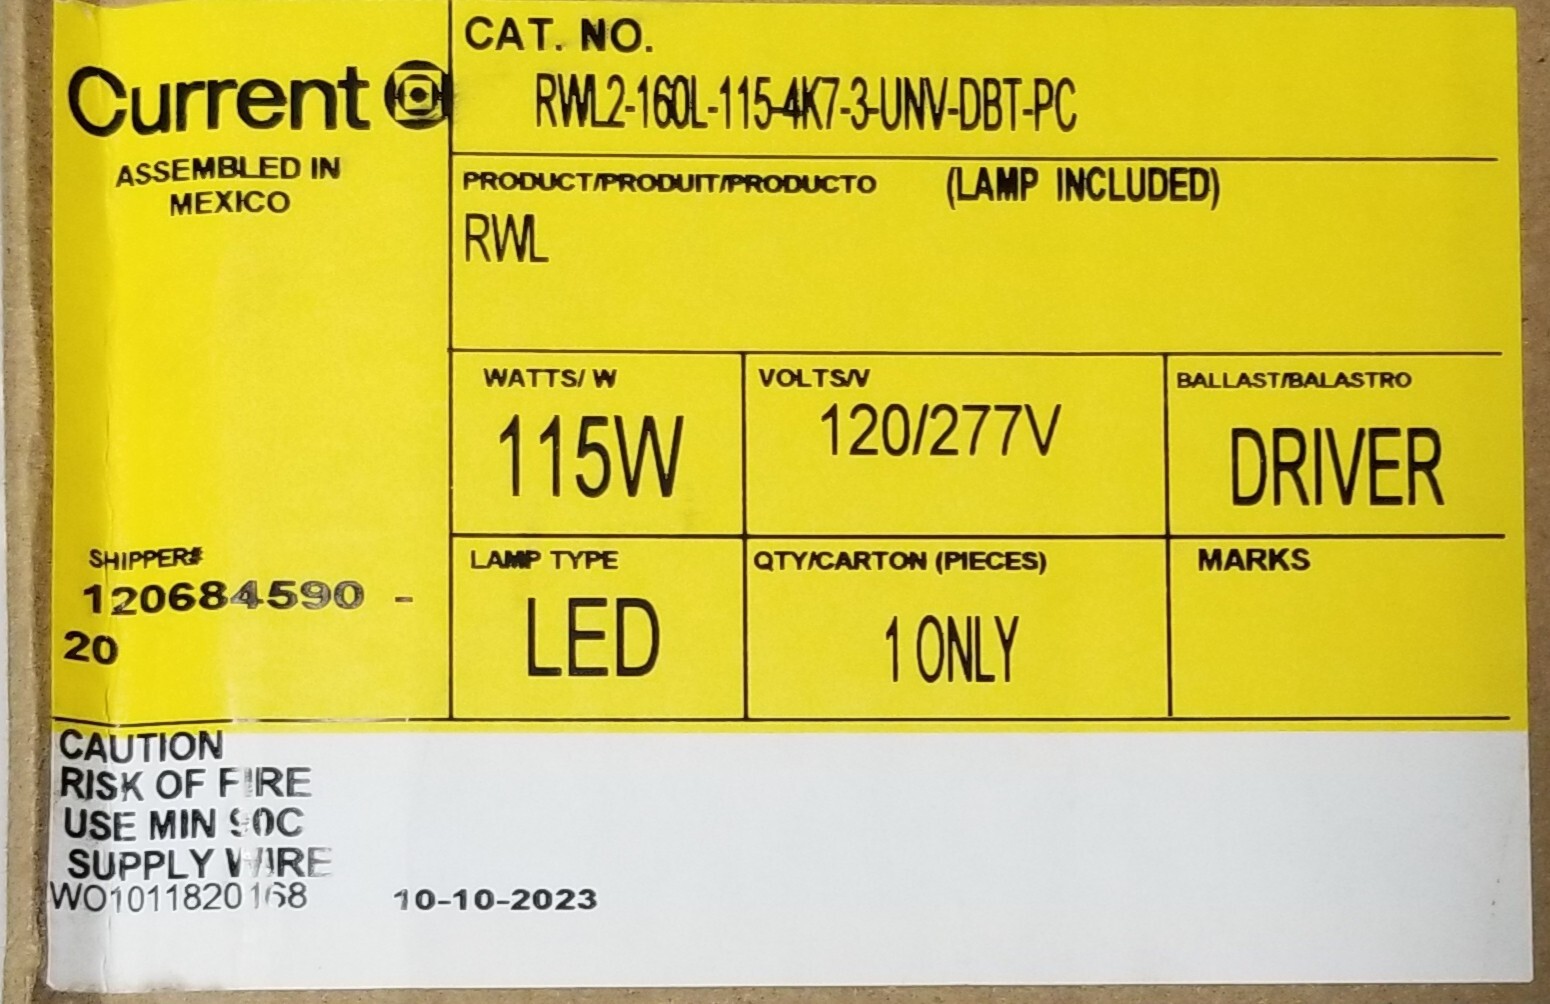 Current
ASSEMBLED IN
MEXICO
CAT. NO.
RWL2-160L-115-4K7-3-UNV-DBT-PC
PRODUCT/PRODUIT/PRODUCTO (LAMP INCLUDED)
RWL
WATTS/ W
115W
VOLTS/V
120/277V
BALLAST/BALASTRO
DRIVER
SHIPPER#
120684590 -
20
LAMP TYPE
LED
QTY/CARTON (PIECES)
1 ONLY
MARKS
CAUTION
RISK OF FIRE
USE MIN 90C
SUPPLY WIRE
WO1011820168 10-10-2023